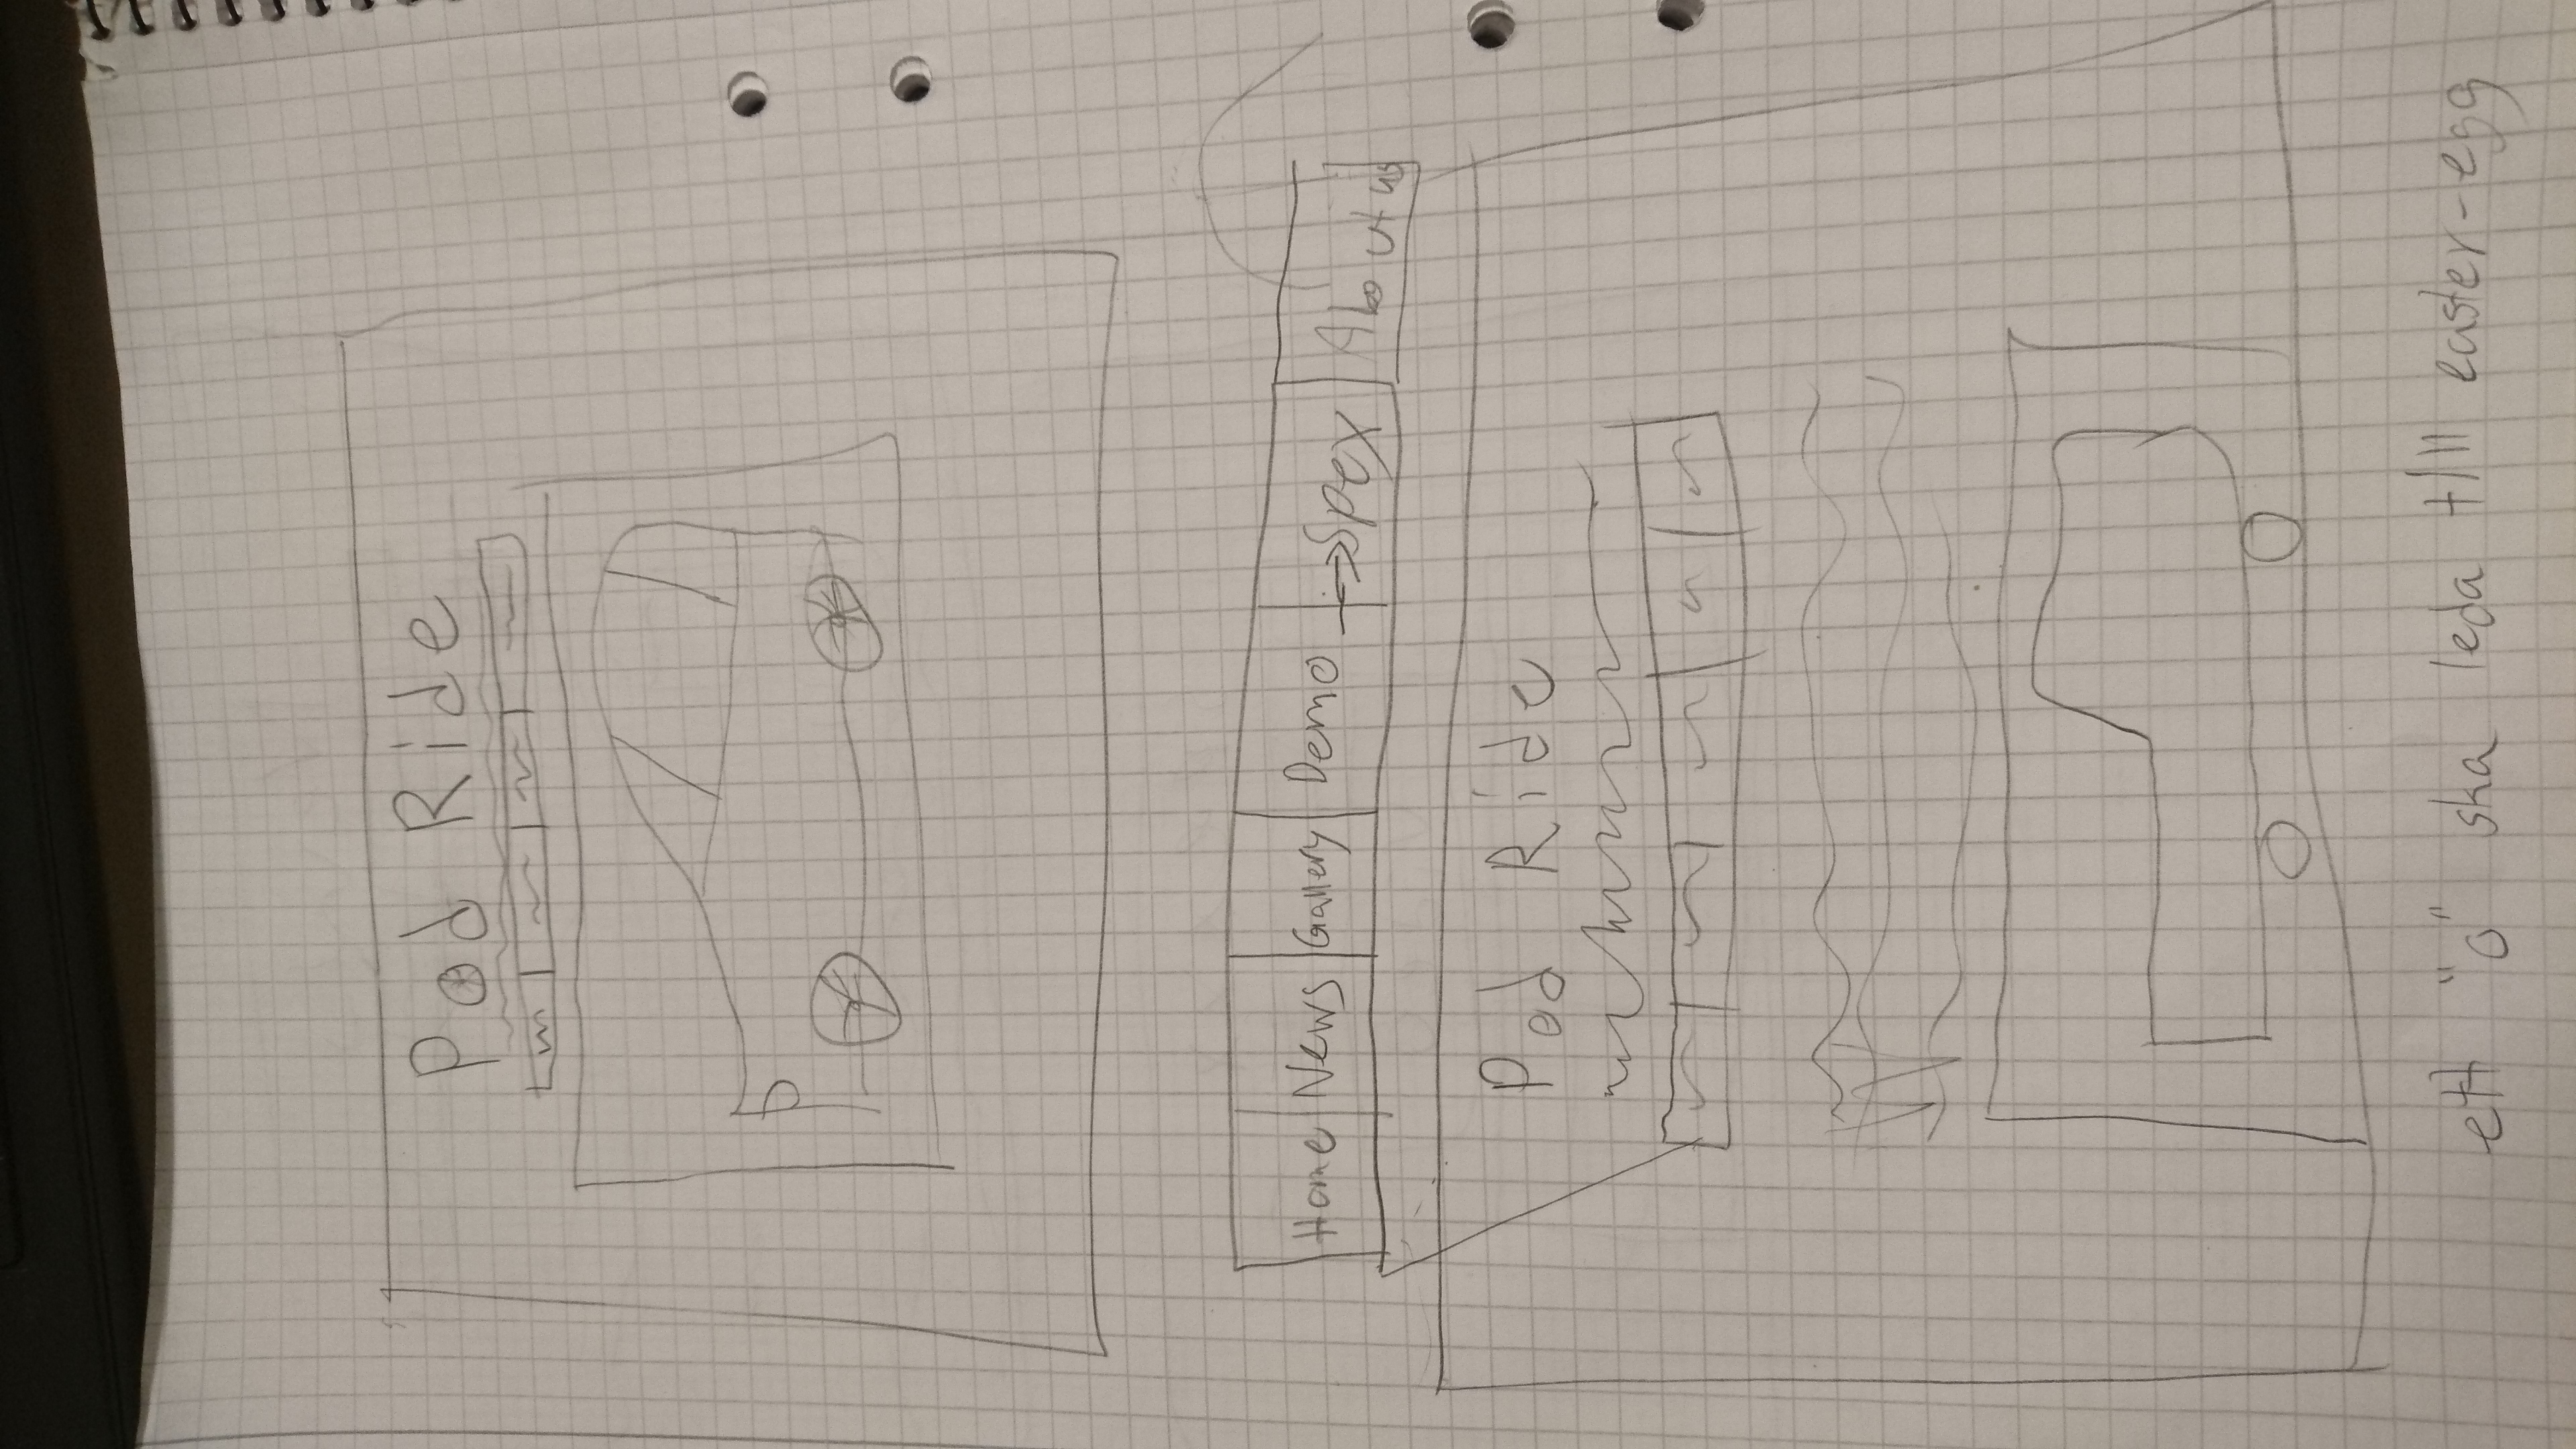 Pod Ride
Home News Gallery Demo → Spex About us
Pod Ride
ett "o" ska leda till easter-egg